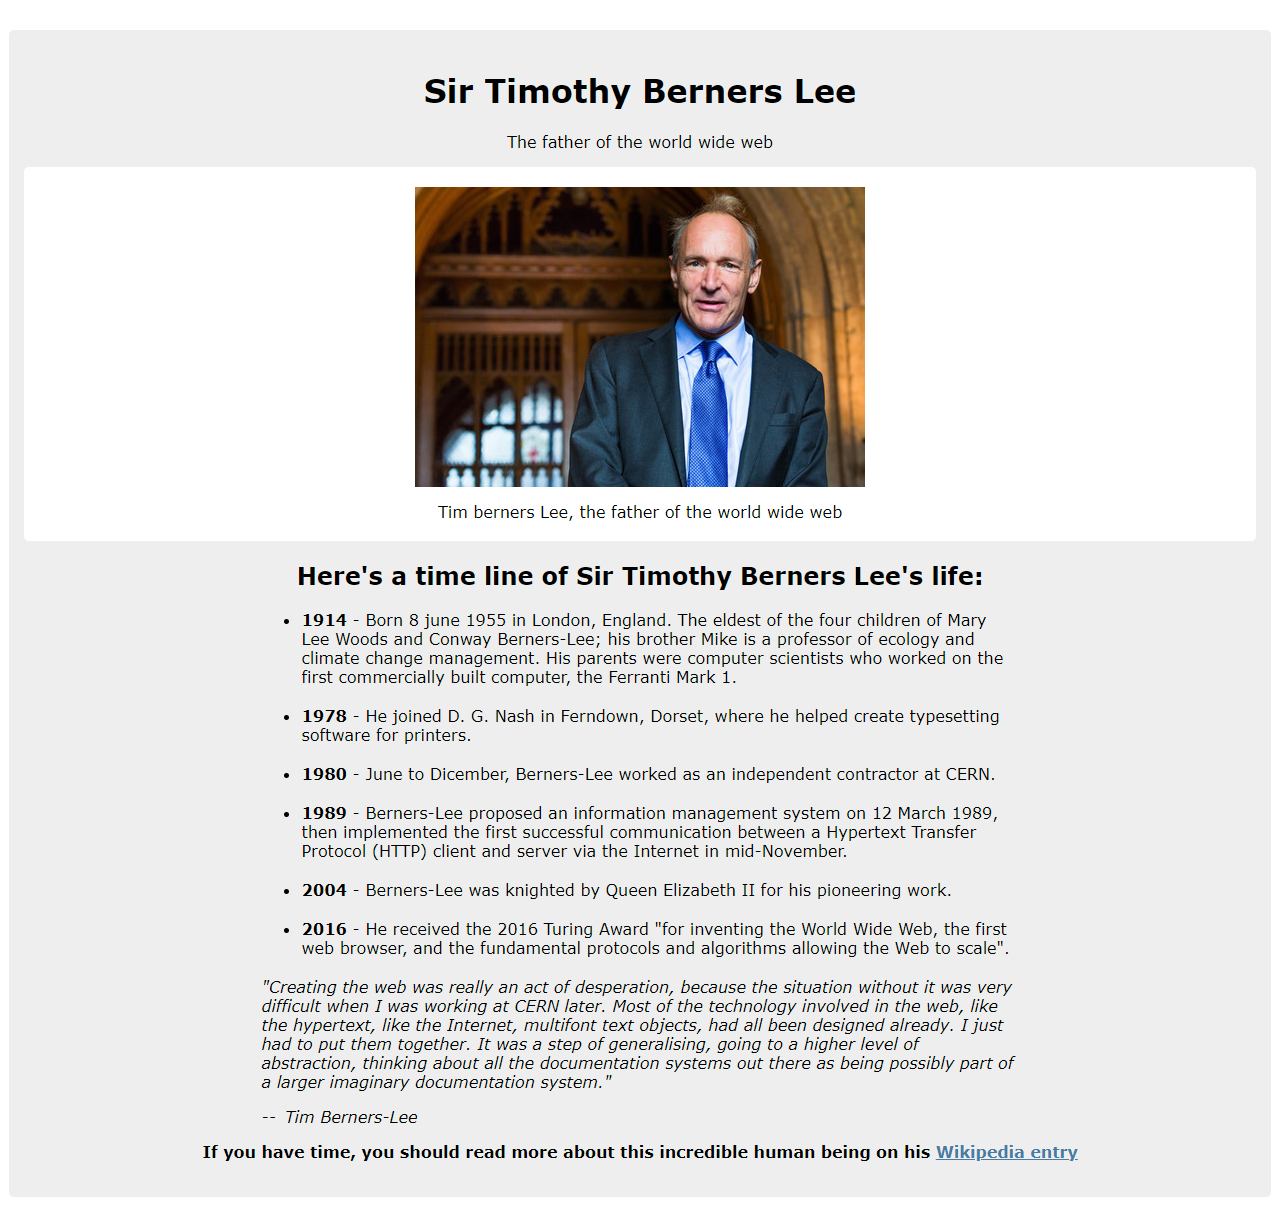 Sir Timothy Berners Lee
The father of the world wide web
Tim berners Lee, the father of the world wide web
Here's a time line of Sir Timothy Berners Lee's life:
• 1914 - Born 8 june 1955 in London, England. The eldest of the four children of Mary
Lee Woods and Conway Berners-Lee; his brother Mike is a professor of ecology and
climate change management. His parents were computer scientists who worked on the
first commercially built computer, the Ferranti Mark 1.
• 1978 - He joined D. G. Nash in Ferndown, Dorset, where he helped create typesetting
software for printers.
• 1980 - June to Dicember, Berners-Lee worked as an independent contractor at CERN.
• 1989 - Berners-Lee proposed an information management system on 12 March 1989,
then implemented the first successful communication between a Hypertext Transfer
Protocol (HTTP) client and server via the Internet in mid-November.
• 2004 - Berners-Lee was knighted by Queen Elizabeth II for his pioneering work.
• 2016 - He received the 2016 Turing Award "for inventing the World Wide Web, the first
web browser, and the fundamental protocols and algorithms allowing the Web to scale".
"Creating the web was really an act of desperation, because the situation without it was very
difficult when I was working at CERN later. Most of the technology involved in the web, like
the hypertext, like the Internet, multifont text objects, had all been designed already. I just
had to put them together. It was a step of generalising, going to a higher level of
abstraction, thinking about all the documentation systems out there as being possibly part of
a larger imaginary documentation system."
-- Tim Berners-Lee
If you have time, you should read more about this incredible human being on his Wikipedia entry